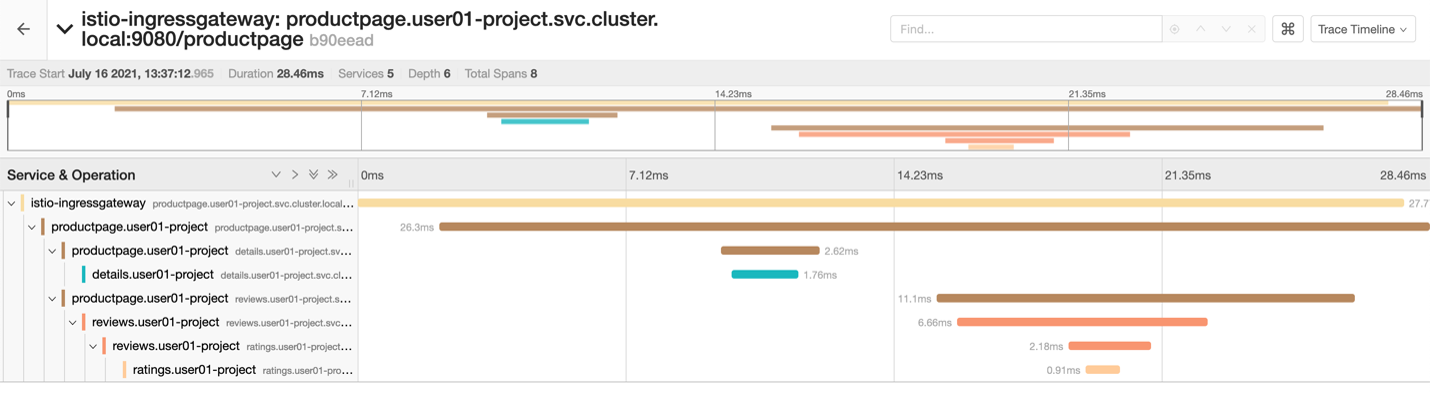 istio-ingressgateway: productpage.user01-project.svc.cluster.
local:9080/productpage b90eead
Find...
⌘
Trace Timeline
Trace Start July 16 2021, 13:37:12.965 Duration 28.46ms Services 5 Depth 6 Total Spans 8
0ms 7.12ms 14.23ms 21.35ms 28.46ms
Service & Operation 0ms 7.12ms 14.23ms 21.35ms 28.46ms
istio-ingressgateway productpage.user01-project.svc.cluster.local... 27.7
productpage.user01-project productpage.user01-project.s... 26.3ms
productpage.user01-project details.user01-project.sv... 2.62ms
details.user01-project details.user01-project.svc.cl... 1.76ms
productpage.user01-project reviews.user01-project.s... 11.1ms
reviews.user01-project reviews.user01-project.svc... 6.66ms
reviews.user01-project ratings.user01-project... 2.18ms
ratings.user01-project ratings.user01-pro... 0.91ms